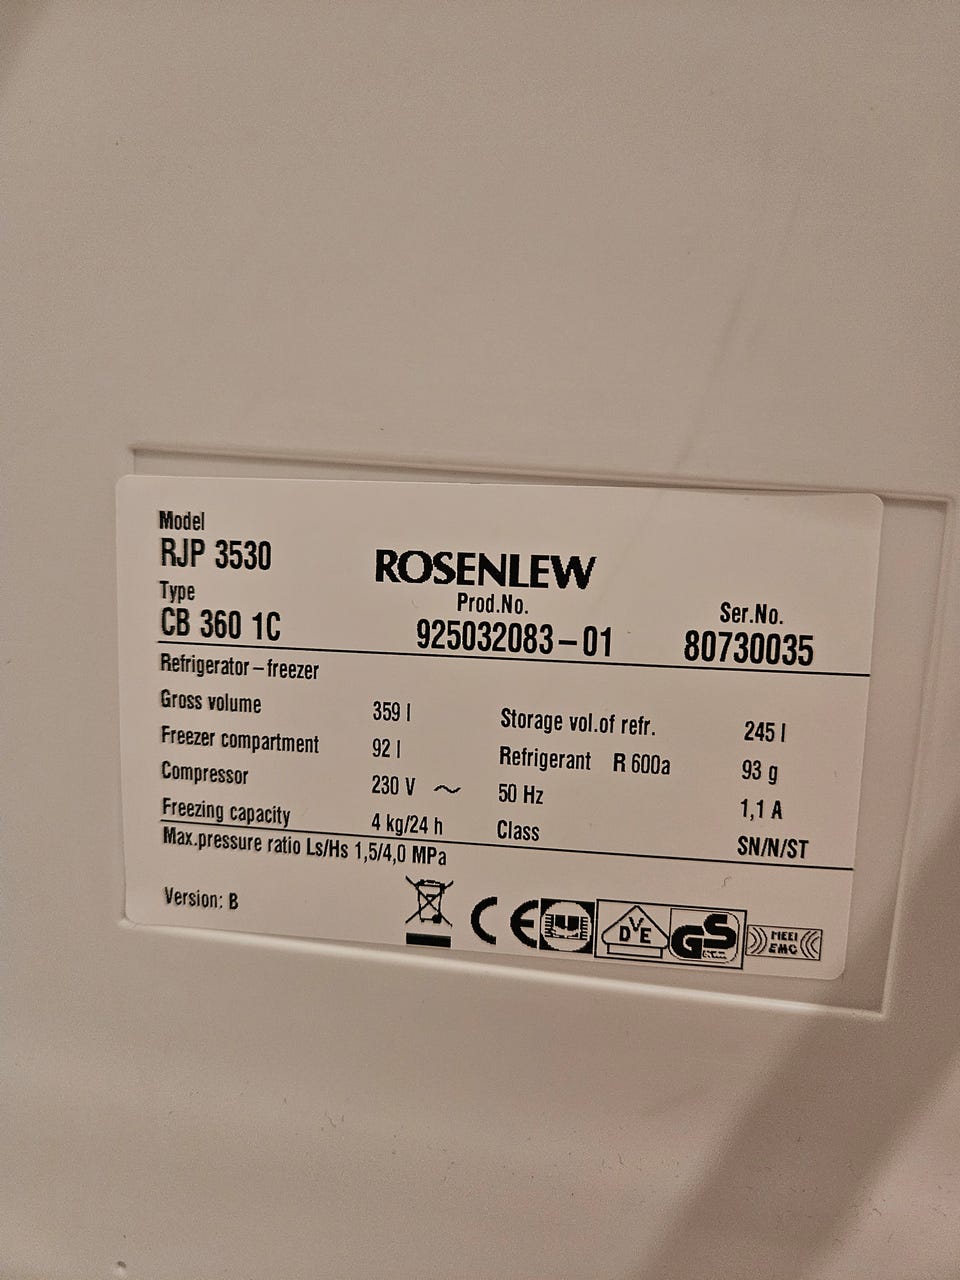 Model
RJP 3530
ROSENLEW
Type
Prod.No.
Ser.No.
CB 360 1C
925032083-01
80730035
Refrigerator-freezer
Gross volume 359 l Storage vol.of refr. 245 l
Freezer compartment 92 l Refrigerant R 600a 93 g
Compressor 230 V ~ 50 Hz 1,1 A
Freezing capacity 4 kg/24 h Class SN/N/ST
Max.pressure ratio Ls/Hs 1,5/4,0 MPa
Version: B
CE
DVE
GS
MEEI
EMC